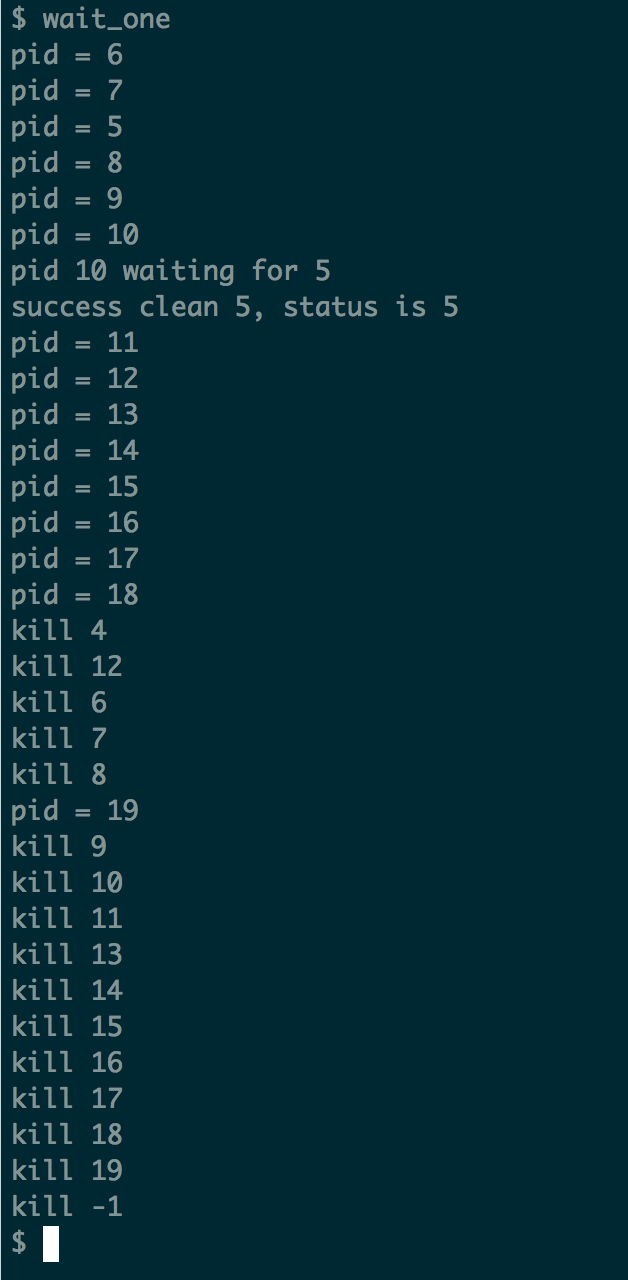 $ wait_one
pid = 6
pid = 7
pid = 5
pid = 8
pid = 9
pid = 10
pid 10 waiting for 5
success clean 5, status is 5
pid = 11
pid = 12
pid = 13
pid = 14
pid = 15
pid = 16
pid = 17
pid = 18
kill 4
kill 12
kill 6
kill 7
kill 8
pid = 19
kill 9
kill 10
kill 11
kill 13
kill 14
kill 15
kill 16
kill 17
kill 18
kill 19
kill -1
$